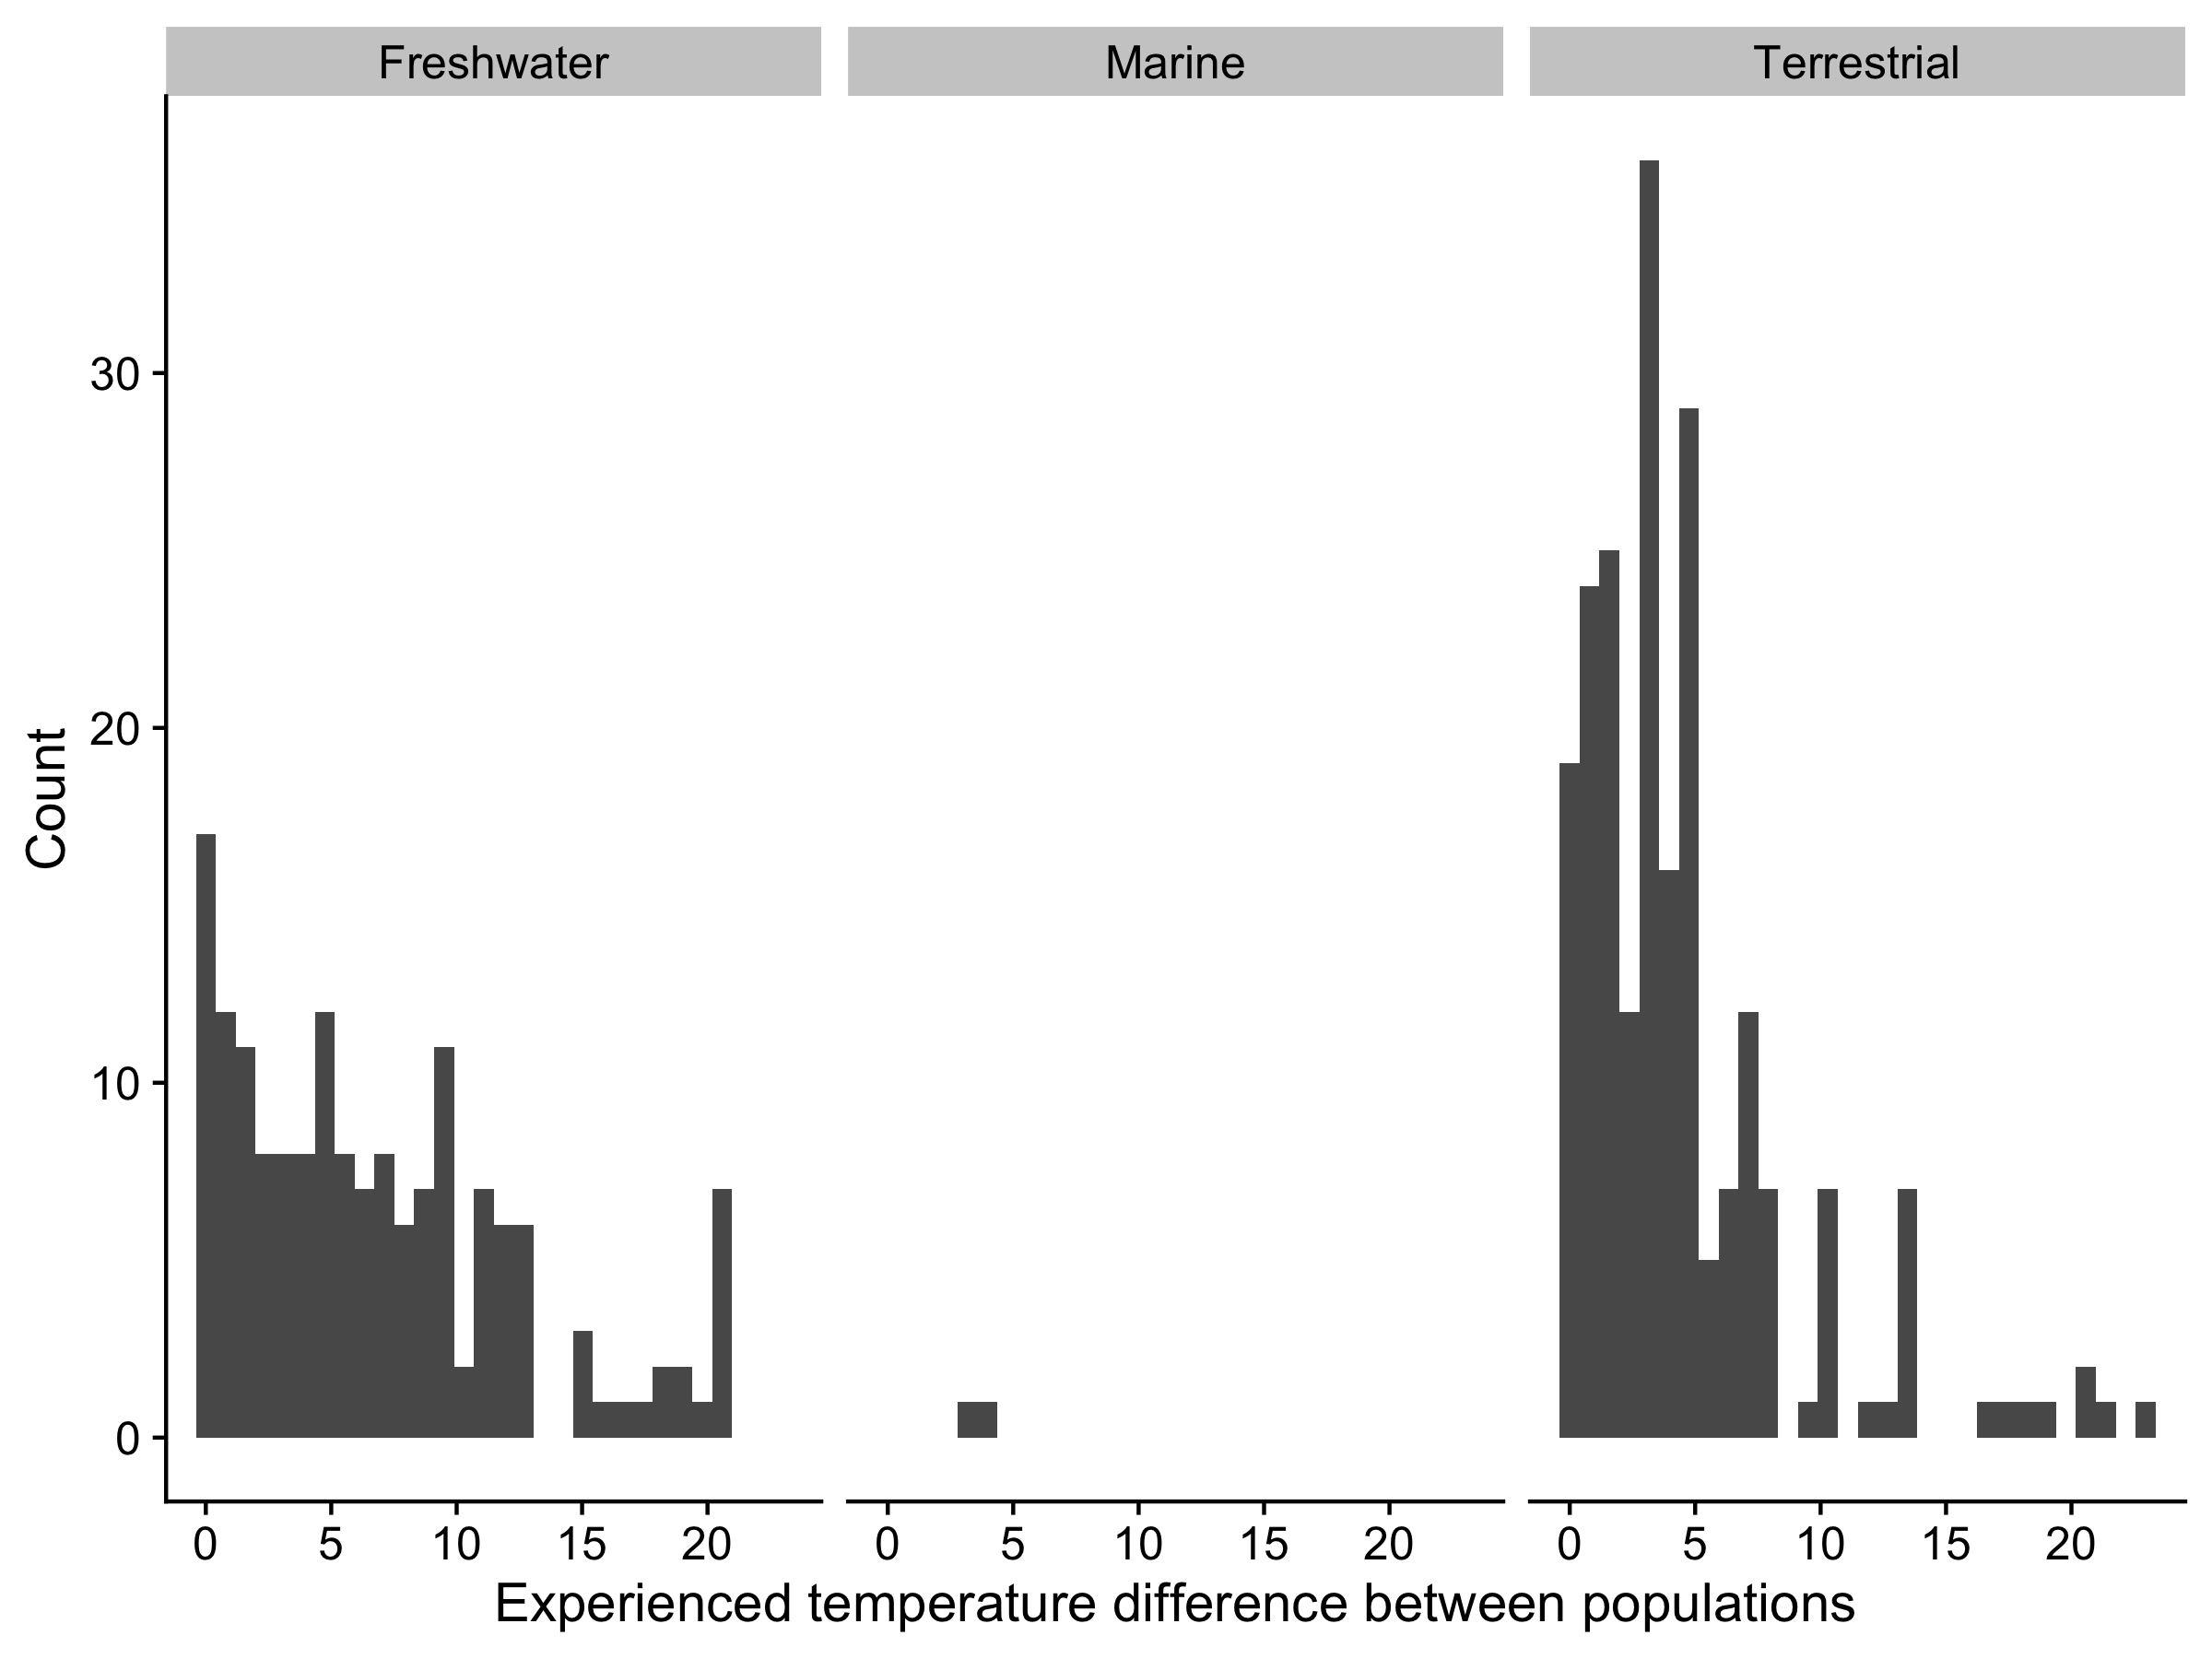 Freshwater Marine Terrestrial
30
20
10
0
Count
0 5 10 15 20 0 5 10 15 20 0 5 10 15 20
Experienced temperature difference between populations